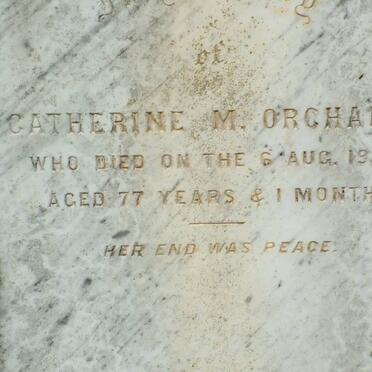 of
CATHERINE M. ORCHA
WHO DIED ON THE 6 AUG. 19
AGED 77 YEARS & 1 MONTH
HER END WAS PEACE.